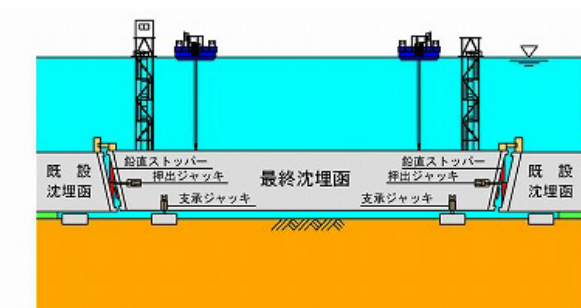 鉛直ストッパー
押出ジャッキ
支承ジャッキ
既 設
沈埋函
最終沈埋函
鉛直ストッパー
押出ジャッキ
支承ジャッキ
既 設
沈埋函